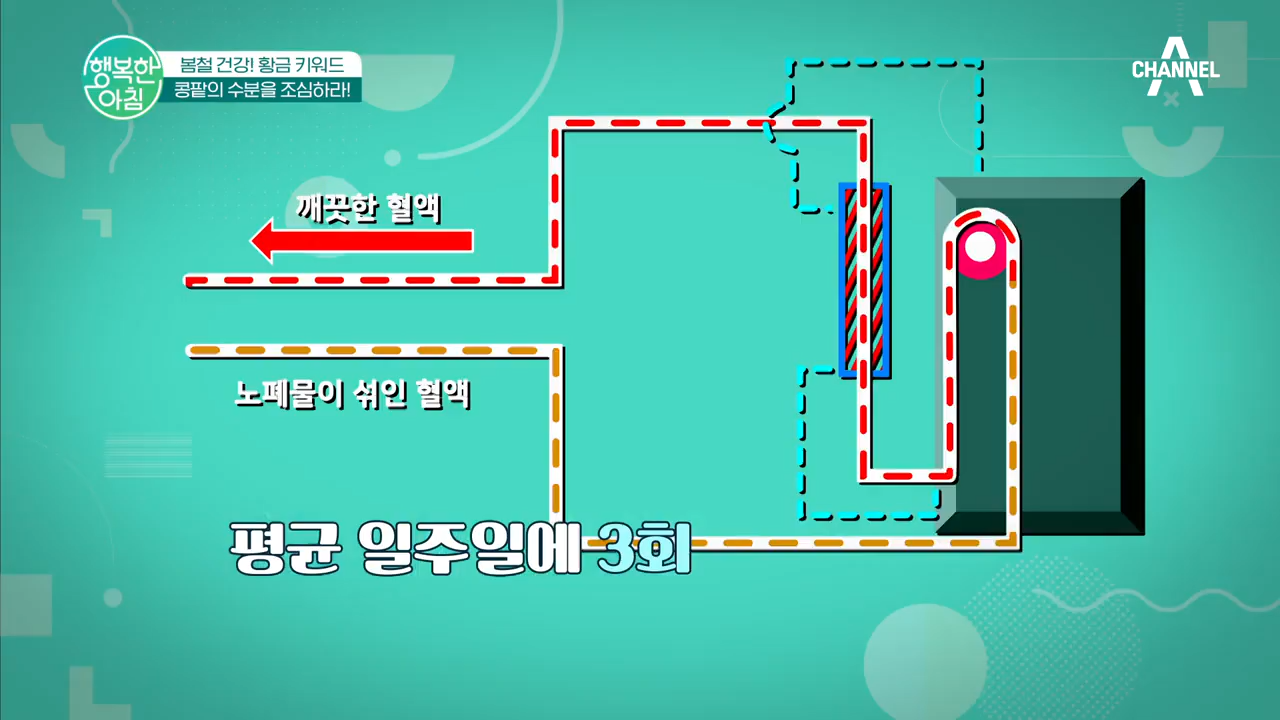 행복한
아침
봄철 건강! 황금 키워드
콩팥의 수분을 조심하라!
CHANNEL A
깨끗한 혈액
노폐물이 섞인 혈액
평균 일주일에 3회